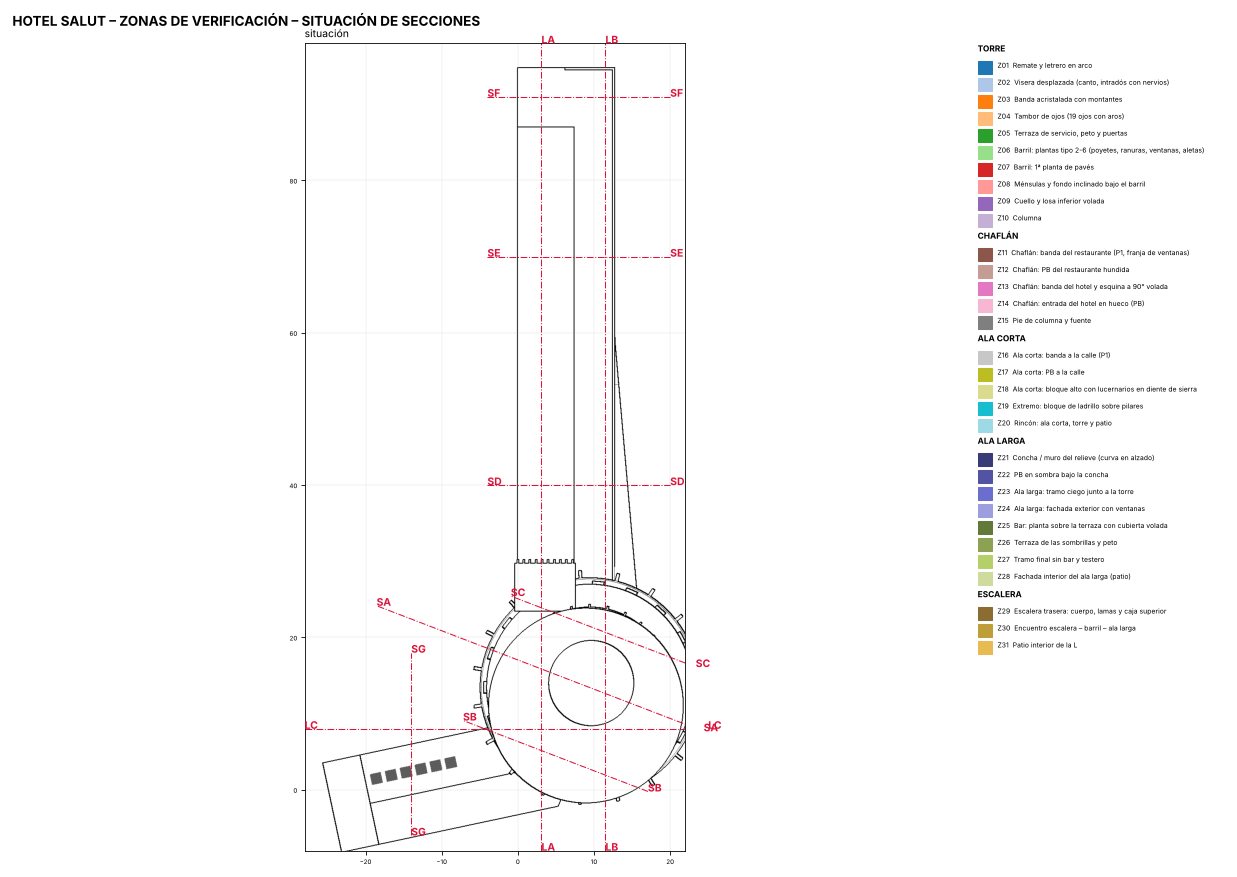 HOTEL SALUT – ZONAS DE VERIFICACIÓN – SITUACIÓN DE SECCIONES
situación
LA
LB
SF
SF
80
SE
SE
60
SD
SD
40
SC
SA
20
SG
SC
SB
LC
LC
SA
SB
0
SG
LA
LB
−20
−10
0
10
20
TORRE
Z01 Remate y letrero en arco
Z02 Visera desplazada (canto, intradós con nervios)
Z03 Banda acristalada con montantes
Z04 Tambor de ojos (19 ojos con aros)
Z05 Terraza de servicio, peto y puertas
Z06 Barril: plantas tipo 2-6 (poyetes, ranuras, ventanas, aletas)
Z07 Barril: 1ª planta de pavés
Z08 Ménsulas y fondo inclinado bajo el barril
Z09 Cuello y losa inferior volada
Z10 Columna
CHAFLÁN
Z11 Chaflán: banda del restaurante (P1, franja de ventanas)
Z12 Chaflán: PB del restaurante hundida
Z13 Chaflán: banda del hotel y esquina a 90° volada
Z14 Chaflán: entrada del hotel en hueco (PB)
Z15 Pie de columna y fuente
ALA CORTA
Z16 Ala corta: banda a la calle (P1)
Z17 Ala corta: PB a la calle
Z18 Ala corta: bloque alto con lucernarios en diente de sierra
Z19 Extremo: bloque de ladrillo sobre pilares
Z20 Rincón: ala corta, torre y patio
ALA LARGA
Z21 Concha / muro del relieve (curva en alzado)
Z22 PB en sombra bajo la concha
Z23 Ala larga: tramo ciego junto a la torre
Z24 Ala larga: fachada exterior con ventanas
Z25 Bar: planta sobre la terraza con cubierta volada
Z26 Terraza de las sombrillas y peto
Z27 Tramo final sin bar y testero
Z28 Fachada interior del ala larga (patio)
ESCALERA
Z29 Escalera trasera: cuerpo, lamas y caja superior
Z30 Encuentro escalera – barril – ala larga
Z31 Patio interior de la L